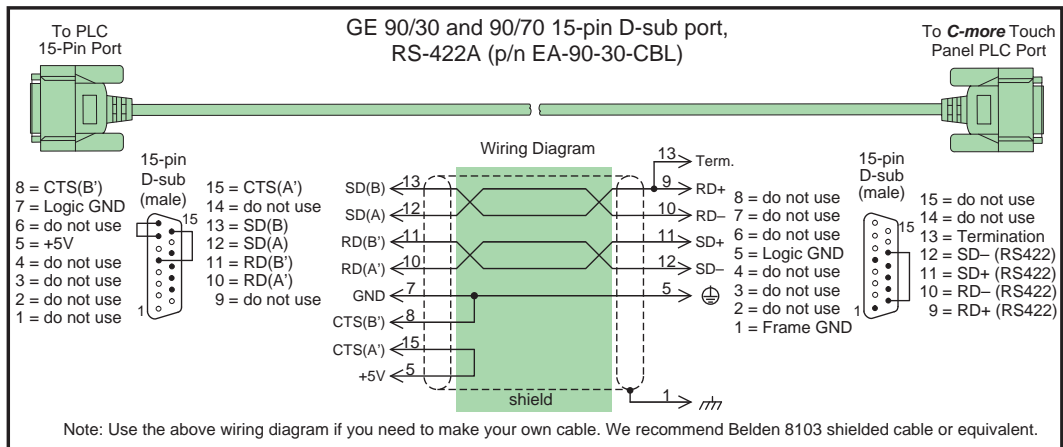 To PLC
15-Pin Port
GE 90/30 and 90/70 15-pin D-sub port,
RS-422A (p/n EA-90-30-CBL)
To C-more Touch
Panel PLC Port
Wiring Diagram
15-pin
D-sub
(male)
8 = CTS(B’)
7 = Logic GND
6 = do not use
5 = +5V
4 = do not use
3 = do not use
2 = do not use
1 = do not use
15
1
15 = CTS(A’)
14 = do not use
13 = SD(B)
12 = SD(A)
11 = RD(B’)
10 = RD(A’)
9 = do not use
SD(B) 13
SD(A) 12
RD(B’) 11
RD(A’) 10
GND 7
CTS(B’) 8
CTS(A’) 15
+5V 5
shield
13 Term.
9 RD+
10 RD–
11 SD+
12 SD–
5
1
8 = do not use
7 = do not use
6 = do not use
5 = Logic GND
4 = do not use
3 = do not use
2 = do not use
1 = Frame GND
15-pin
D-sub
(male)
15
1
15 = do not use
14 = do not use
13 = Termination
12 = SD– (RS422)
11 = SD+ (RS422)
10 = RD– (RS422)
9 = RD+ (RS422)
Note: Use the above wiring diagram if you need to make your own cable. We recommend Belden 8103 shielded cable or equivalent.